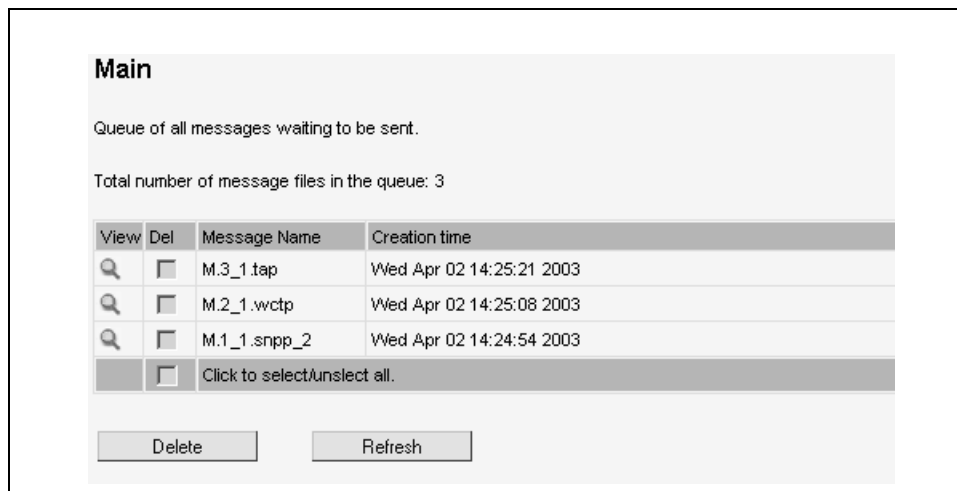 Main
Queue of all messages waiting to be sent.
Total number of message files in the queue: 3
View Del Message Name Creation time
M.3_1.tap Wed Apr 02 14:25:21 2003
M.2_1.wctp Wed Apr 02 14:25:08 2003
M.1_1.snpp_2 Wed Apr 02 14:24:54 2003
Click to select/unslect all.
Delete Refresh